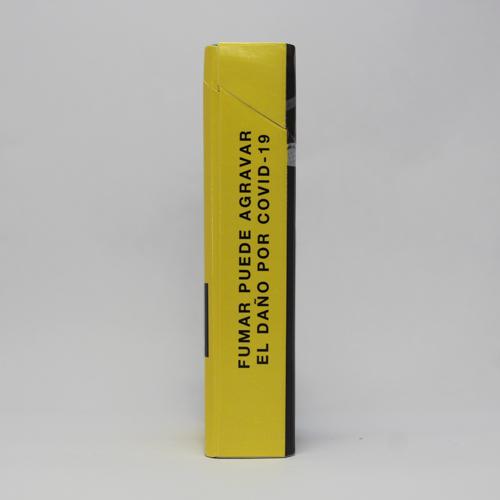 FUMAR PUEDE AGRAVAR
EL DAÑO POR COVID-19